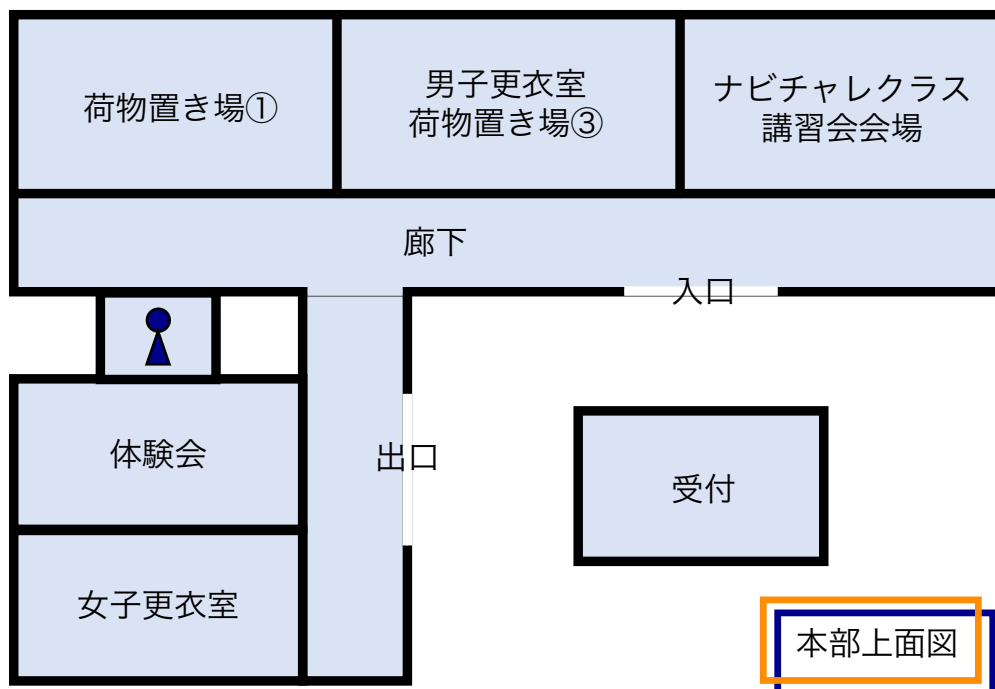 荷物置き場①
男子更衣室
荷物置き場③
ナビチャレクラス
講習会会場
廊下
入口
体験会
出口
受付
女子更衣室
本部上面図